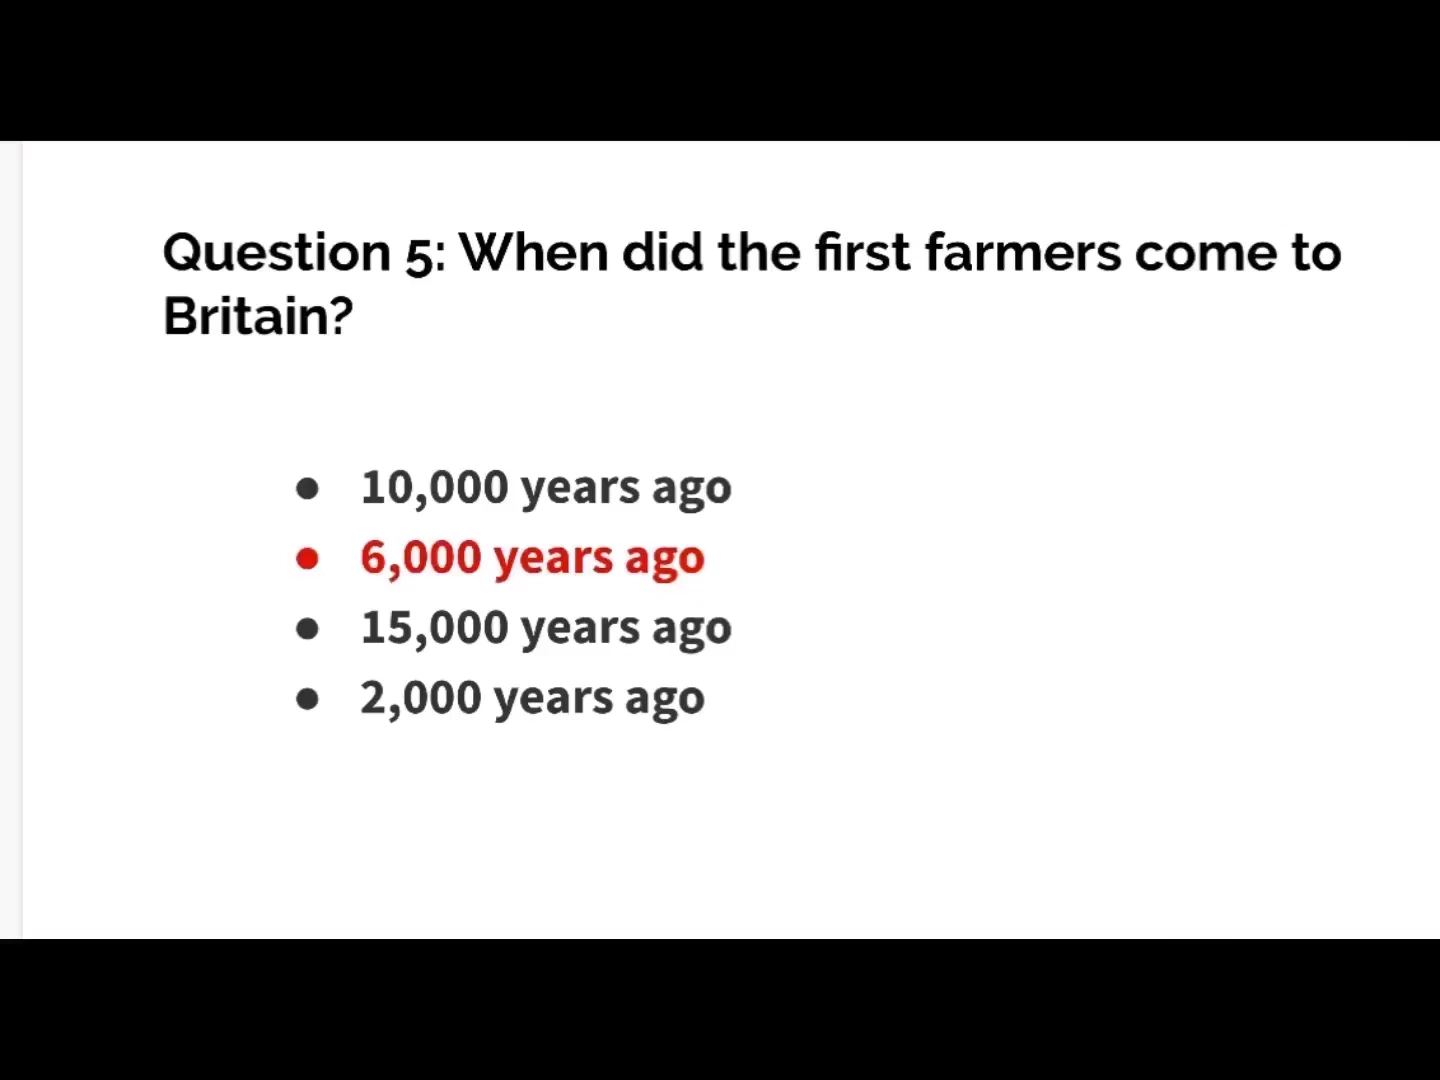 Question 5: When did the first farmers come to
Britain?
● 10,000 years ago
● 6,000 years ago
● 15,000 years ago
● 2,000 years ago